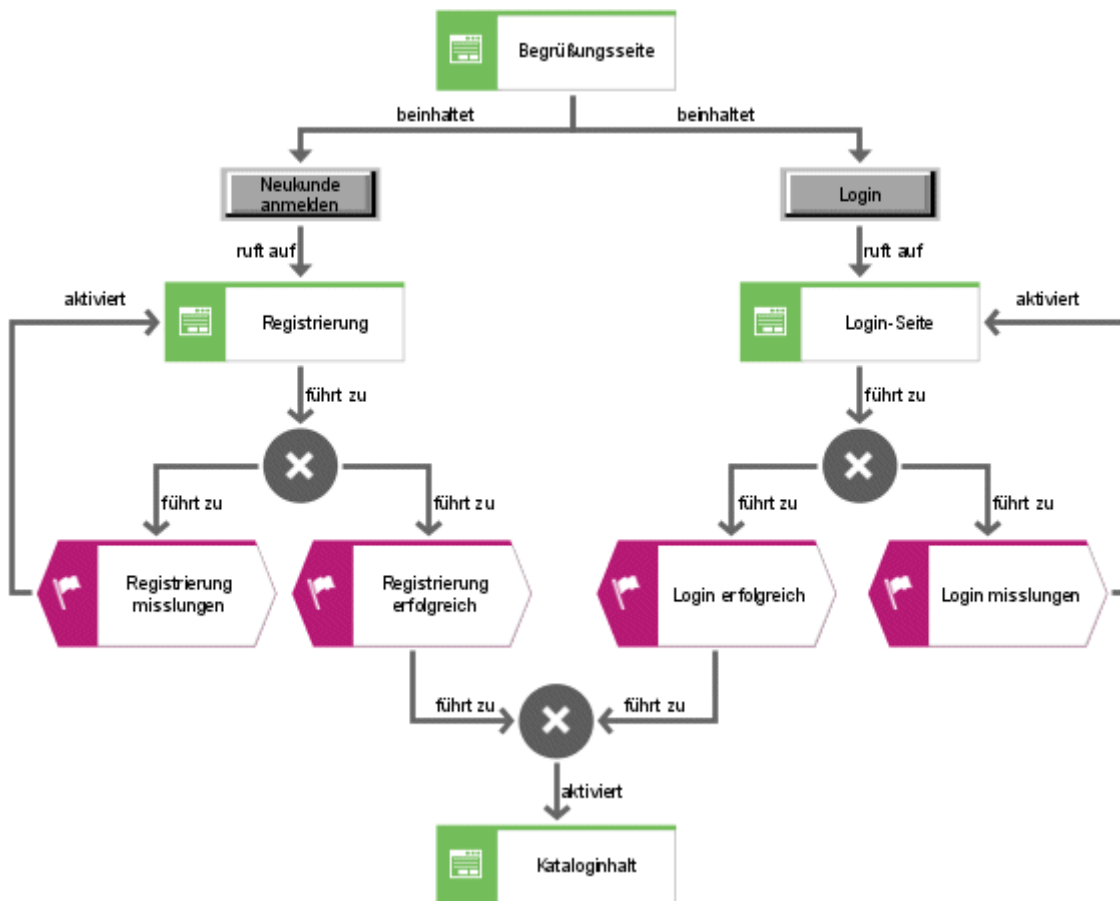 Begrüßungsseite
beinhaltet
beinhaltet
Neukunde
anmelden
Login
ruft auf
ruft auf
aktiviert
aktiviert
Registrierung
Login-Seite
führt zu
führt zu
führt zu
führt zu
führt zu
führt zu
Registrierung
misslungen
Registrierung
erfolgreich
Login erfolgreich
Login misslungen
führt zu
führt zu
aktiviert
Kataloginhalt